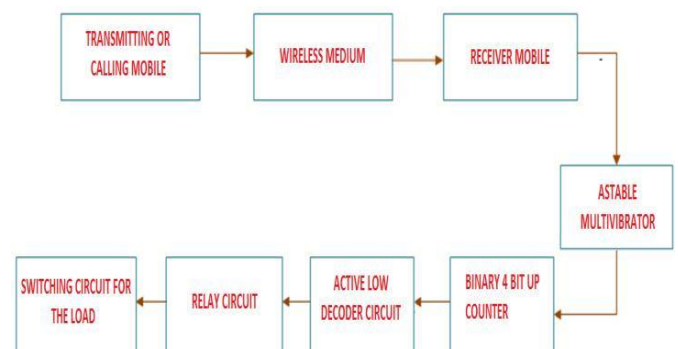 TRANSMITTING OR
CALLING MOBILE
WIRELESS MEDIUM
RECEIVER MOBILE
ASTABLE
MULTIVIBRATOR
BINARY 4 BIT UP
COUNTER
ACTIVE LOW
DECODER CIRCUIT
RELAY CIRCUIT
SWITCHING CIRCUIT FOR
THE LOAD